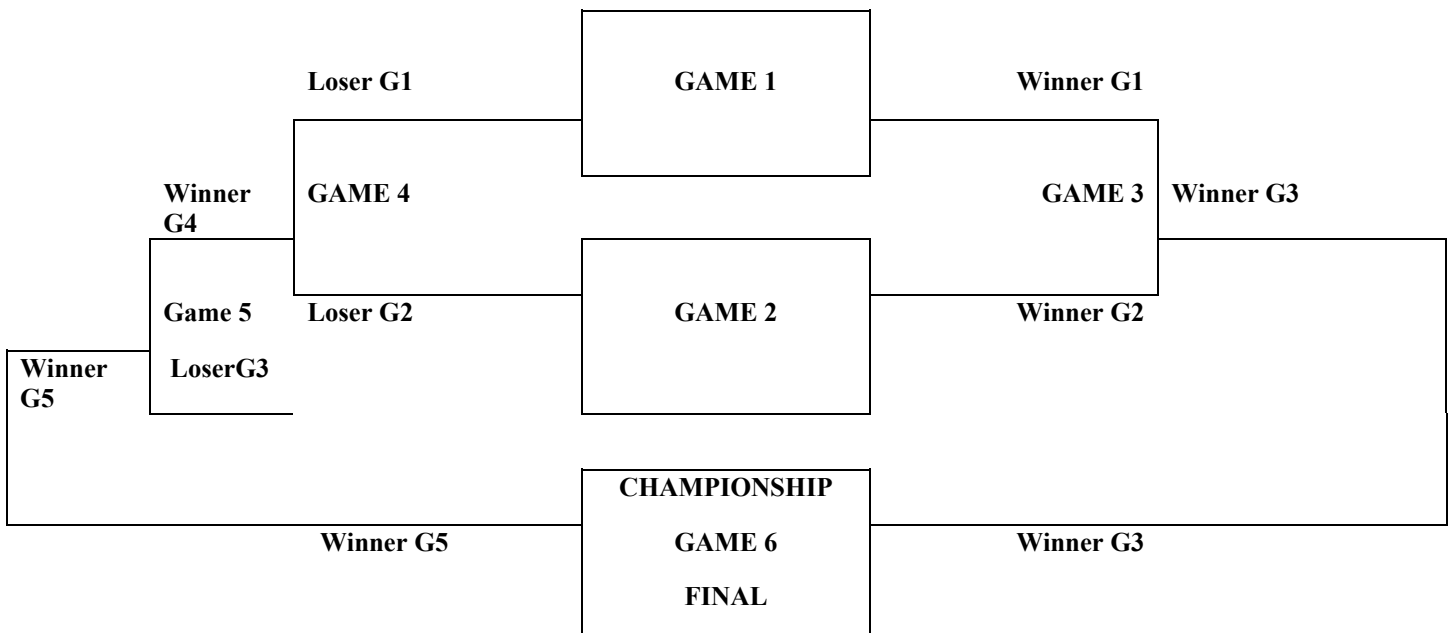 Loser G1 GAME 1 Winner G1
Winner GAME 4 GAME 3 Winner G3
G4
Game 5 Loser G2 GAME 2 Winner G2
Winner LoserG3
G5
CHAMPIONSHIP
Winner G5 GAME 6 Winner G3
FINAL